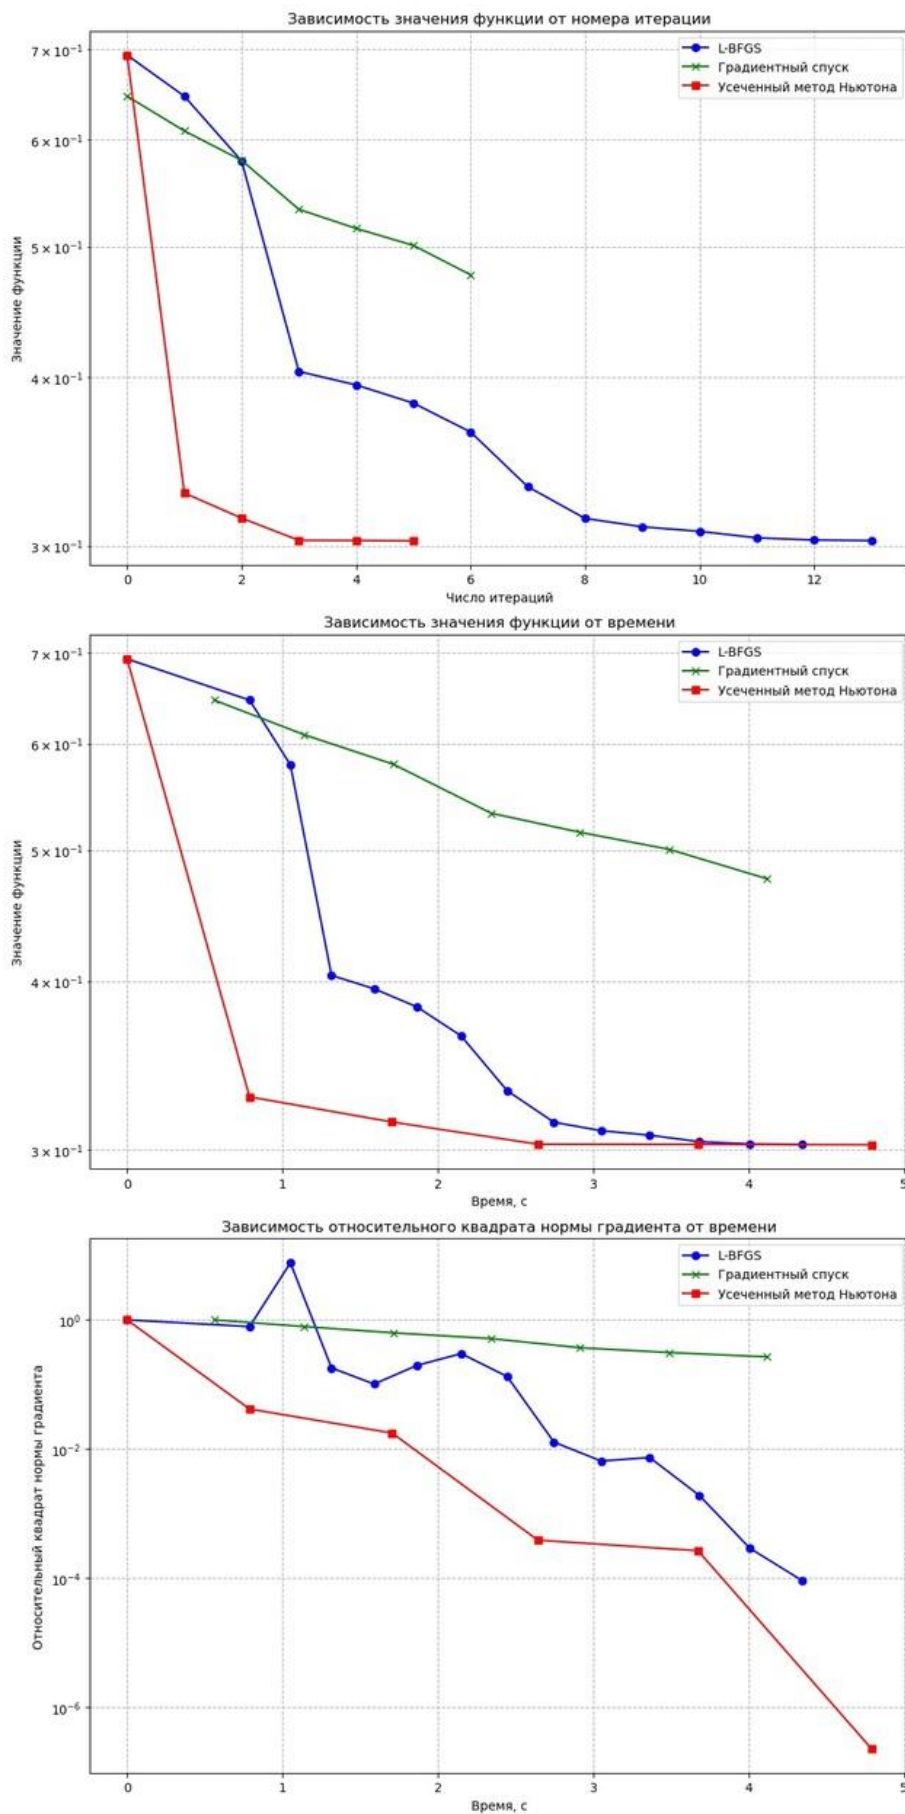 Зависимость значения функции от номера итерации
L-BFGS
Градиентный спуск
Усеченный метод Ньютона
7 × 10⁻¹
6 × 10⁻¹
5 × 10⁻¹
4 × 10⁻¹
3 × 10⁻¹
Значение функции
0 2 4 6 8 10 12
Число итераций
Зависимость значения функции от времени
L-BFGS
Градиентный спуск
Усеченный метод Ньютона
7 × 10⁻¹
6 × 10⁻¹
5 × 10⁻¹
4 × 10⁻¹
3 × 10⁻¹
Значение функции
0 1 2 3 4 5
Время, с
Зависимость относительного квадрата нормы градиента от времени
L-BFGS
Градиентный спуск
Усеченный метод Ньютона
10⁰
10⁻²
10⁻⁴
10⁻⁶
Относительный квадрат нормы градиента
0 1 2 3 4 5
Время, с